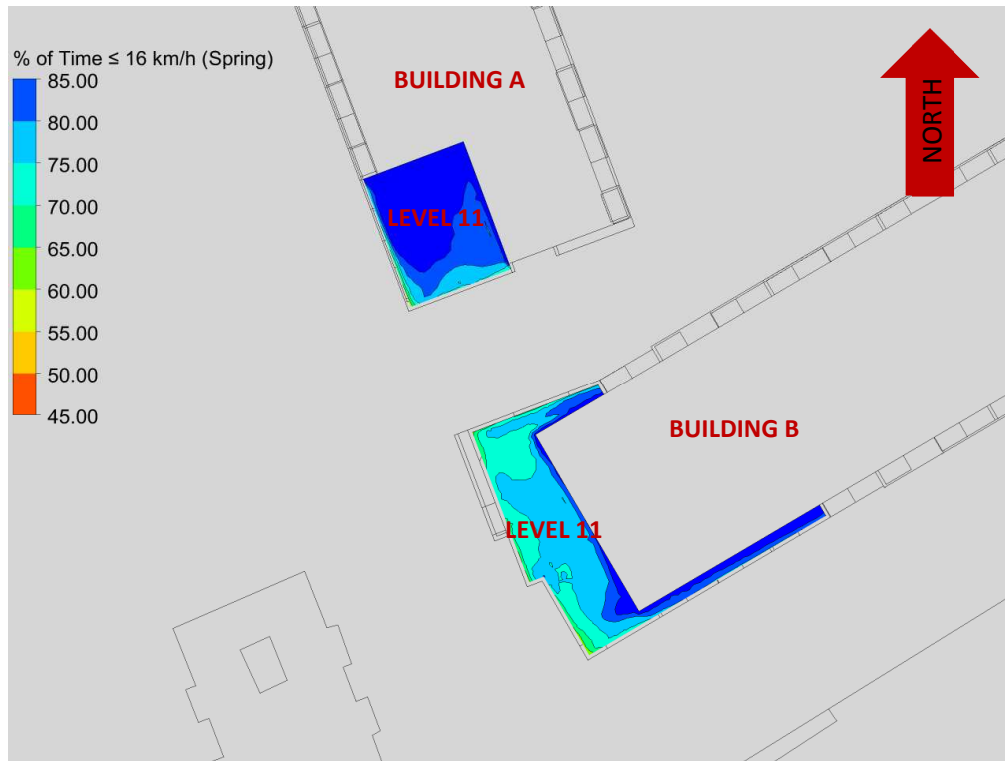 % of Time ≤ 16 km/h (Spring)
85.00
80.00
75.00
70.00
65.00
60.00
55.00
50.00
45.00
BUILDING A
NORTH
LEVEL 11
BUILDING B
LEVEL 11